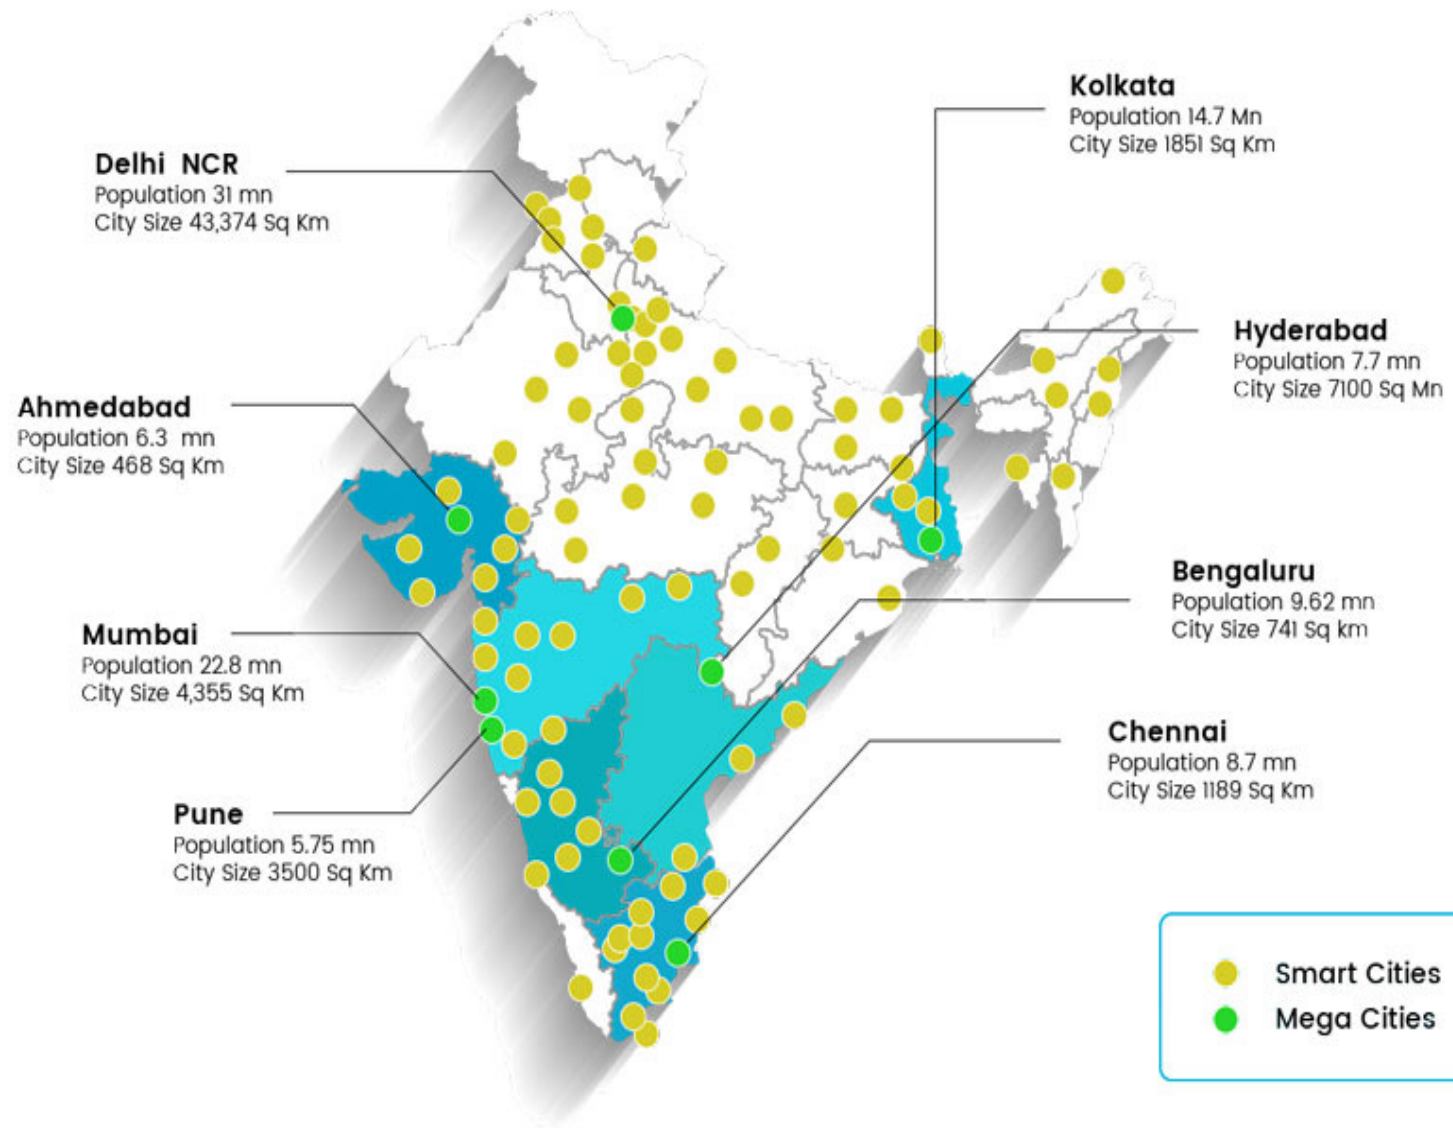 Kolkata
Population 14.7 Mn
City Size 1851 Sq Km
Delhi NCR
Population 31 mn
City Size 43,374 Sq Km
Hyderabad
Population 7.7 mn
City Size 7100 Sq Mn
Ahmedabad
Population 6.3 mn
City Size 468 Sq Km
Bengaluru
Population 9.62 mn
City Size 741 Sq km
Mumbai
Population 22.8 mn
City Size 4,355 Sq Km
Chennai
Population 8.7 mn
City Size 1189 Sq Km
Pune
Population 5.75 mn
City Size 3500 Sq Km
Smart Cities
Mega Cities